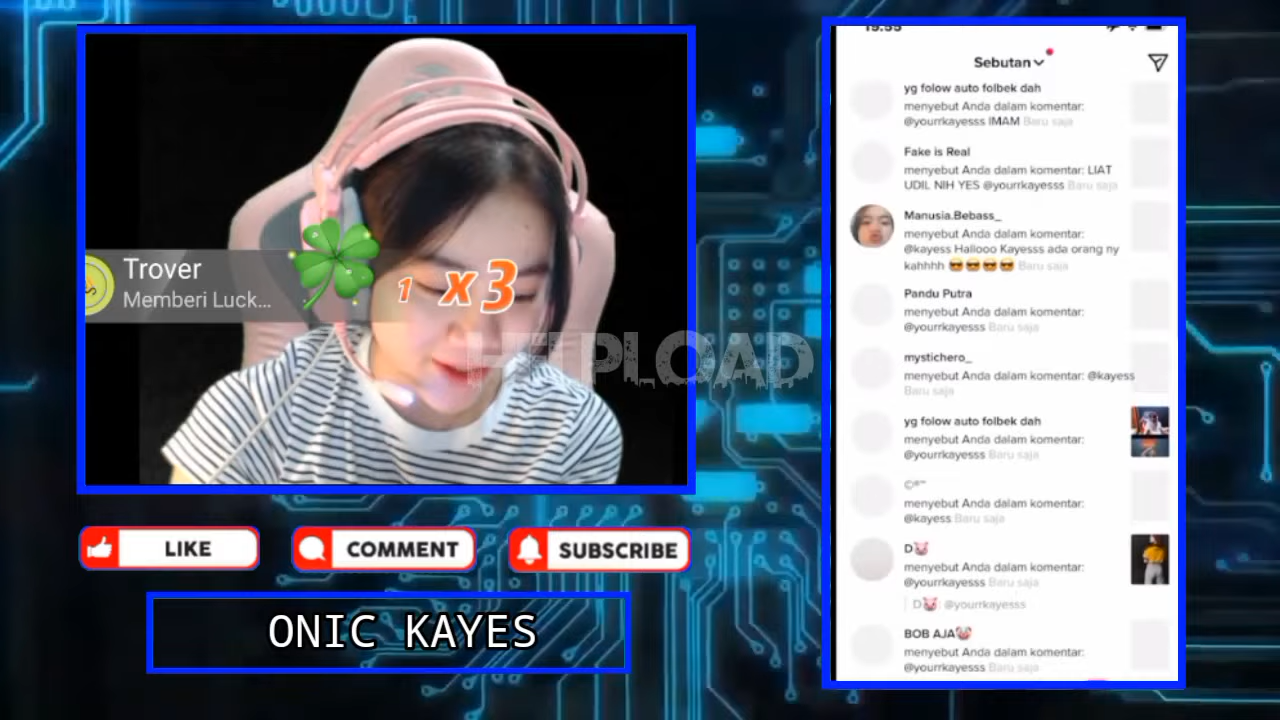 Trover
Memberi Luck...
1 x3
LIKE
COMMENT
SUBSCRIBE
ONIC KAYES
19:55
Sebutan
yg folow auto folbek dah
menyebut Anda dalam komentar:
@yourrkayesss IMAM Baru saja
Fake is Real
menyebut Anda dalam komentar: LIAT
UDIL NIH YES @yourrkayesss Baru saja
Manusia.Bebass_
menyebut Anda dalam komentar:
@kayess Hallooo Kayesss ada orang ny
kahhhh 😎😎😎😎 Baru saja
Pandu Putra
menyebut Anda dalam komentar:
@yourrkayesss Baru saja
mystichero_
menyebut Anda dalam komentar: @kayess
Baru saja
yg folow auto folbek dah
menyebut Anda dalam komentar:
@yourrkayesss Baru saja
menyebut Anda dalam komentar:
@kayess Baru saja
D🐷
menyebut Anda dalam komentar:
@yourrkayesss Baru saja
D🐷 @yourrkayesss
BOB AJA🤡
menyebut Anda dalam komentar:
@yourrkayesss Baru saja